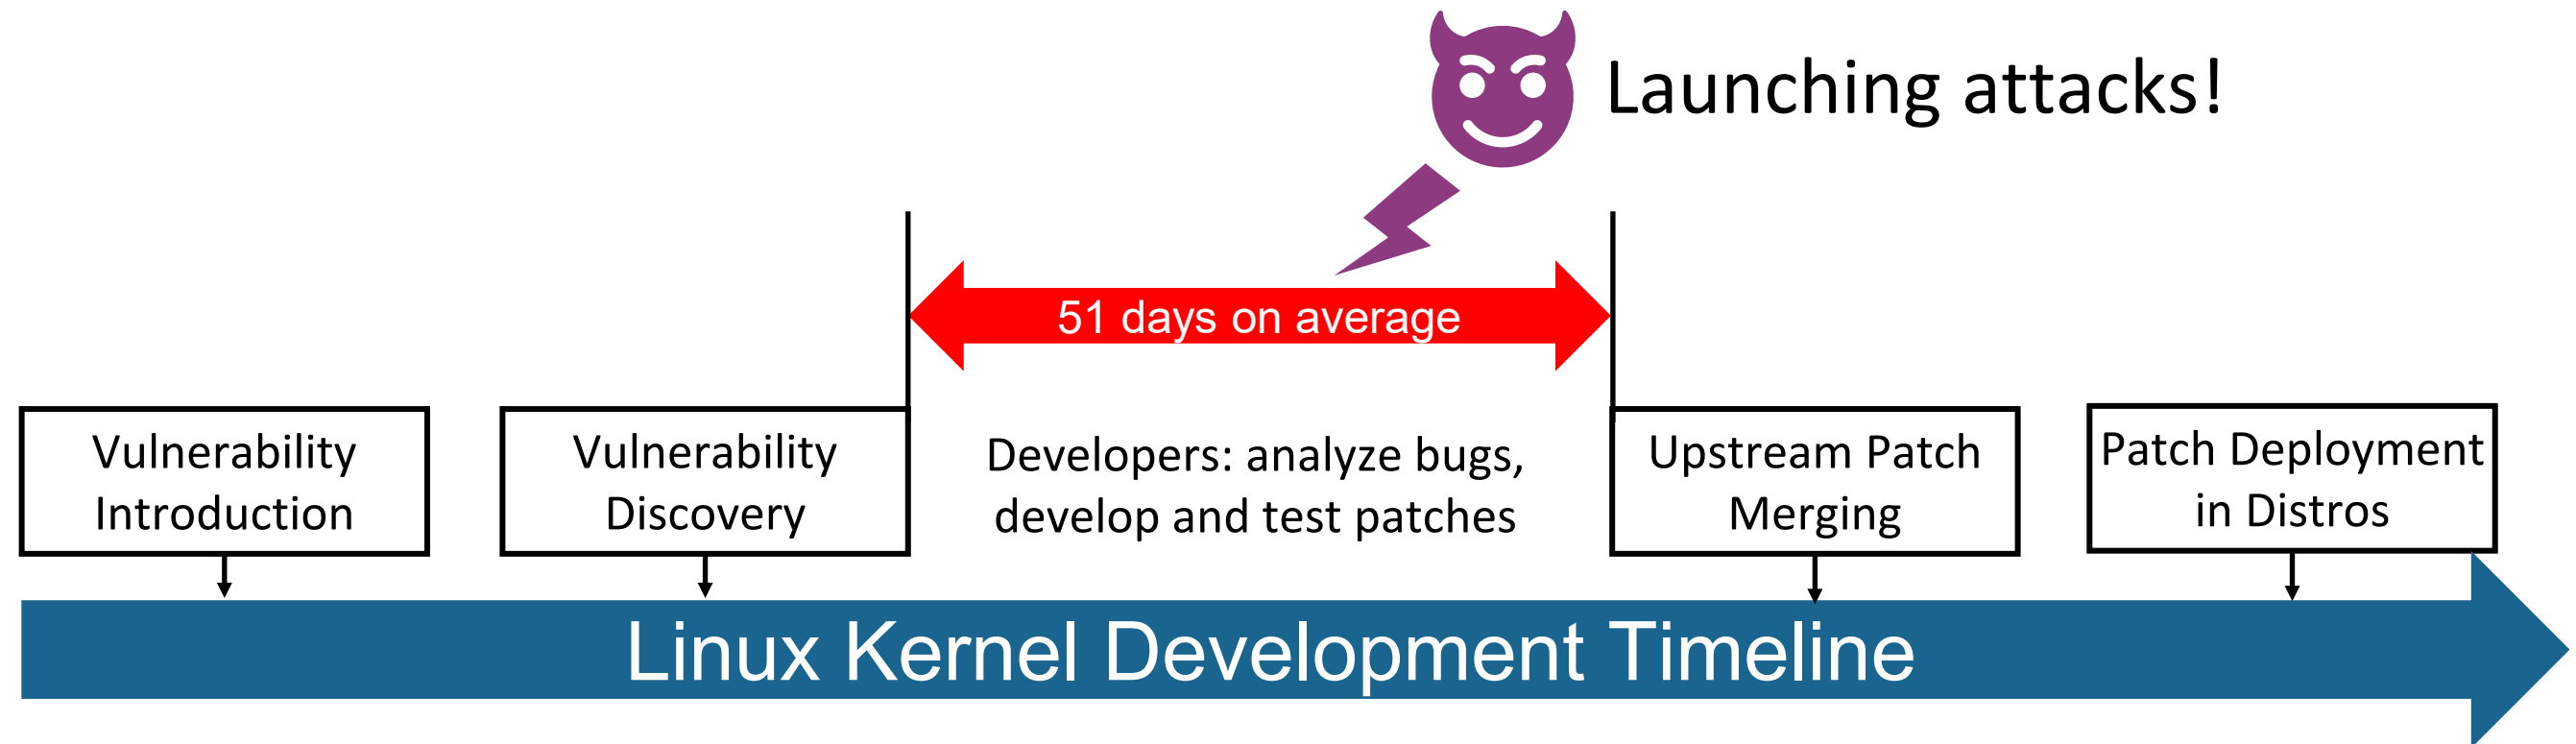 Launching attacks!
51 days on average
Vulnerability
Introduction
Vulnerability
Discovery
Developers: analyze bugs,
develop and test patches
Upstream Patch
Merging
Patch Deployment
in Distros
Linux Kernel Development Timeline